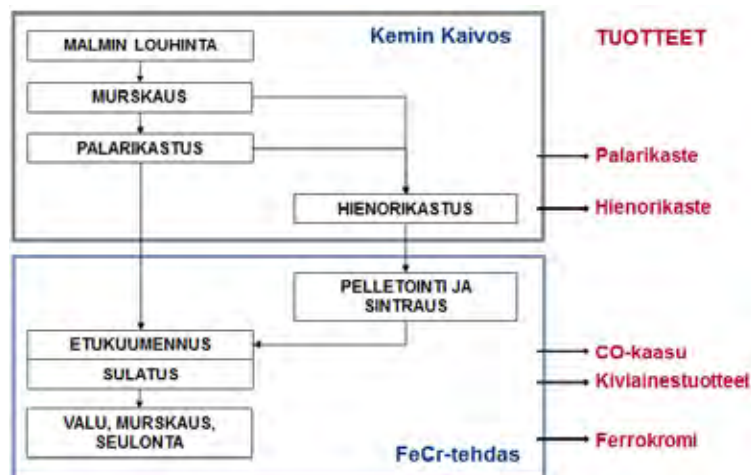 MALMIN LOUHINTA
Kemin Kaivos
TUOTTEET
MURSKAUS
PALARIKASTUS
Palarikaste
HIENORIKASTUS
Hienorikaste
PELLETOINTI JA
SINTRAUS
ETUKUUMENNUS
CO-kaasu
SULATUS
Kiviainestuotteet
VALU, MURSKAUS,
SEULONTA
Ferrokromi
FeCr-tehdas